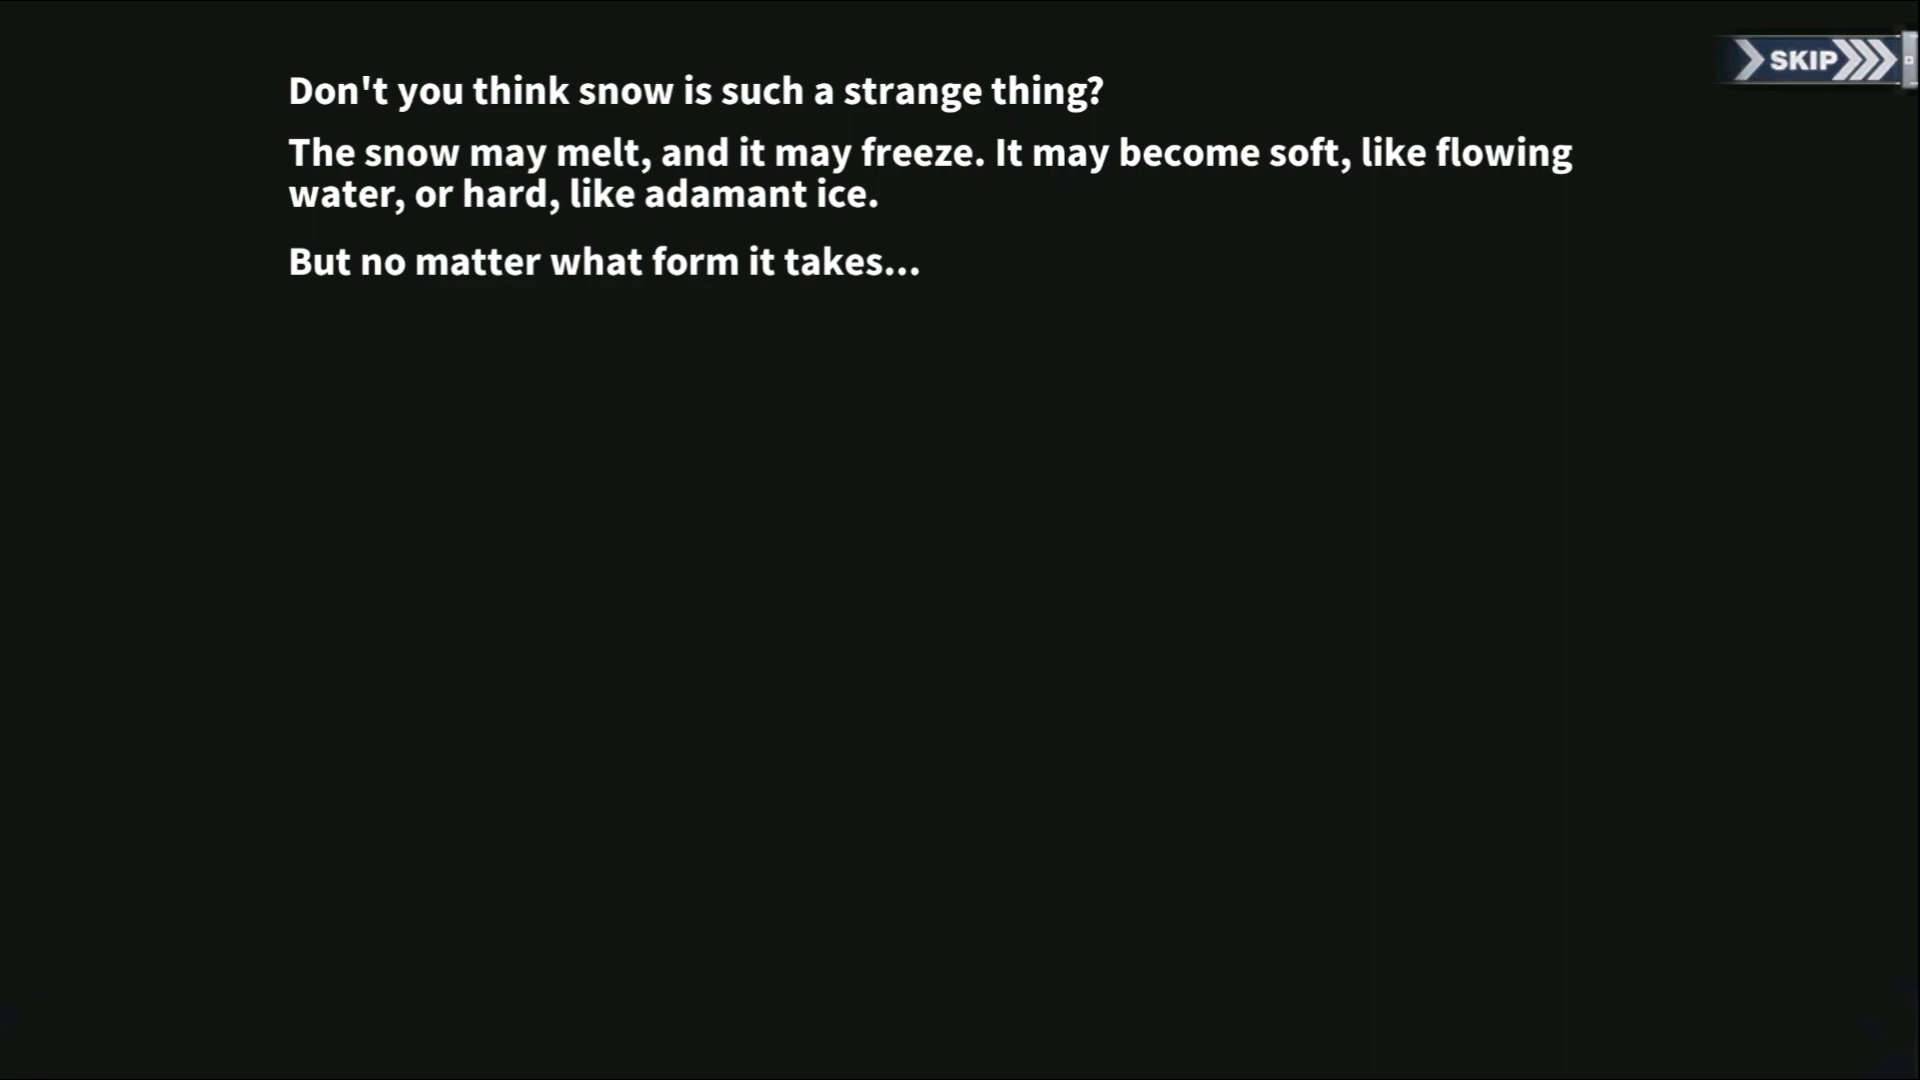 SKIP
Don't you think snow is such a strange thing?
The snow may melt, and it may freeze. It may become soft, like flowing
water, or hard, like adamant ice.
But no matter what form it takes...